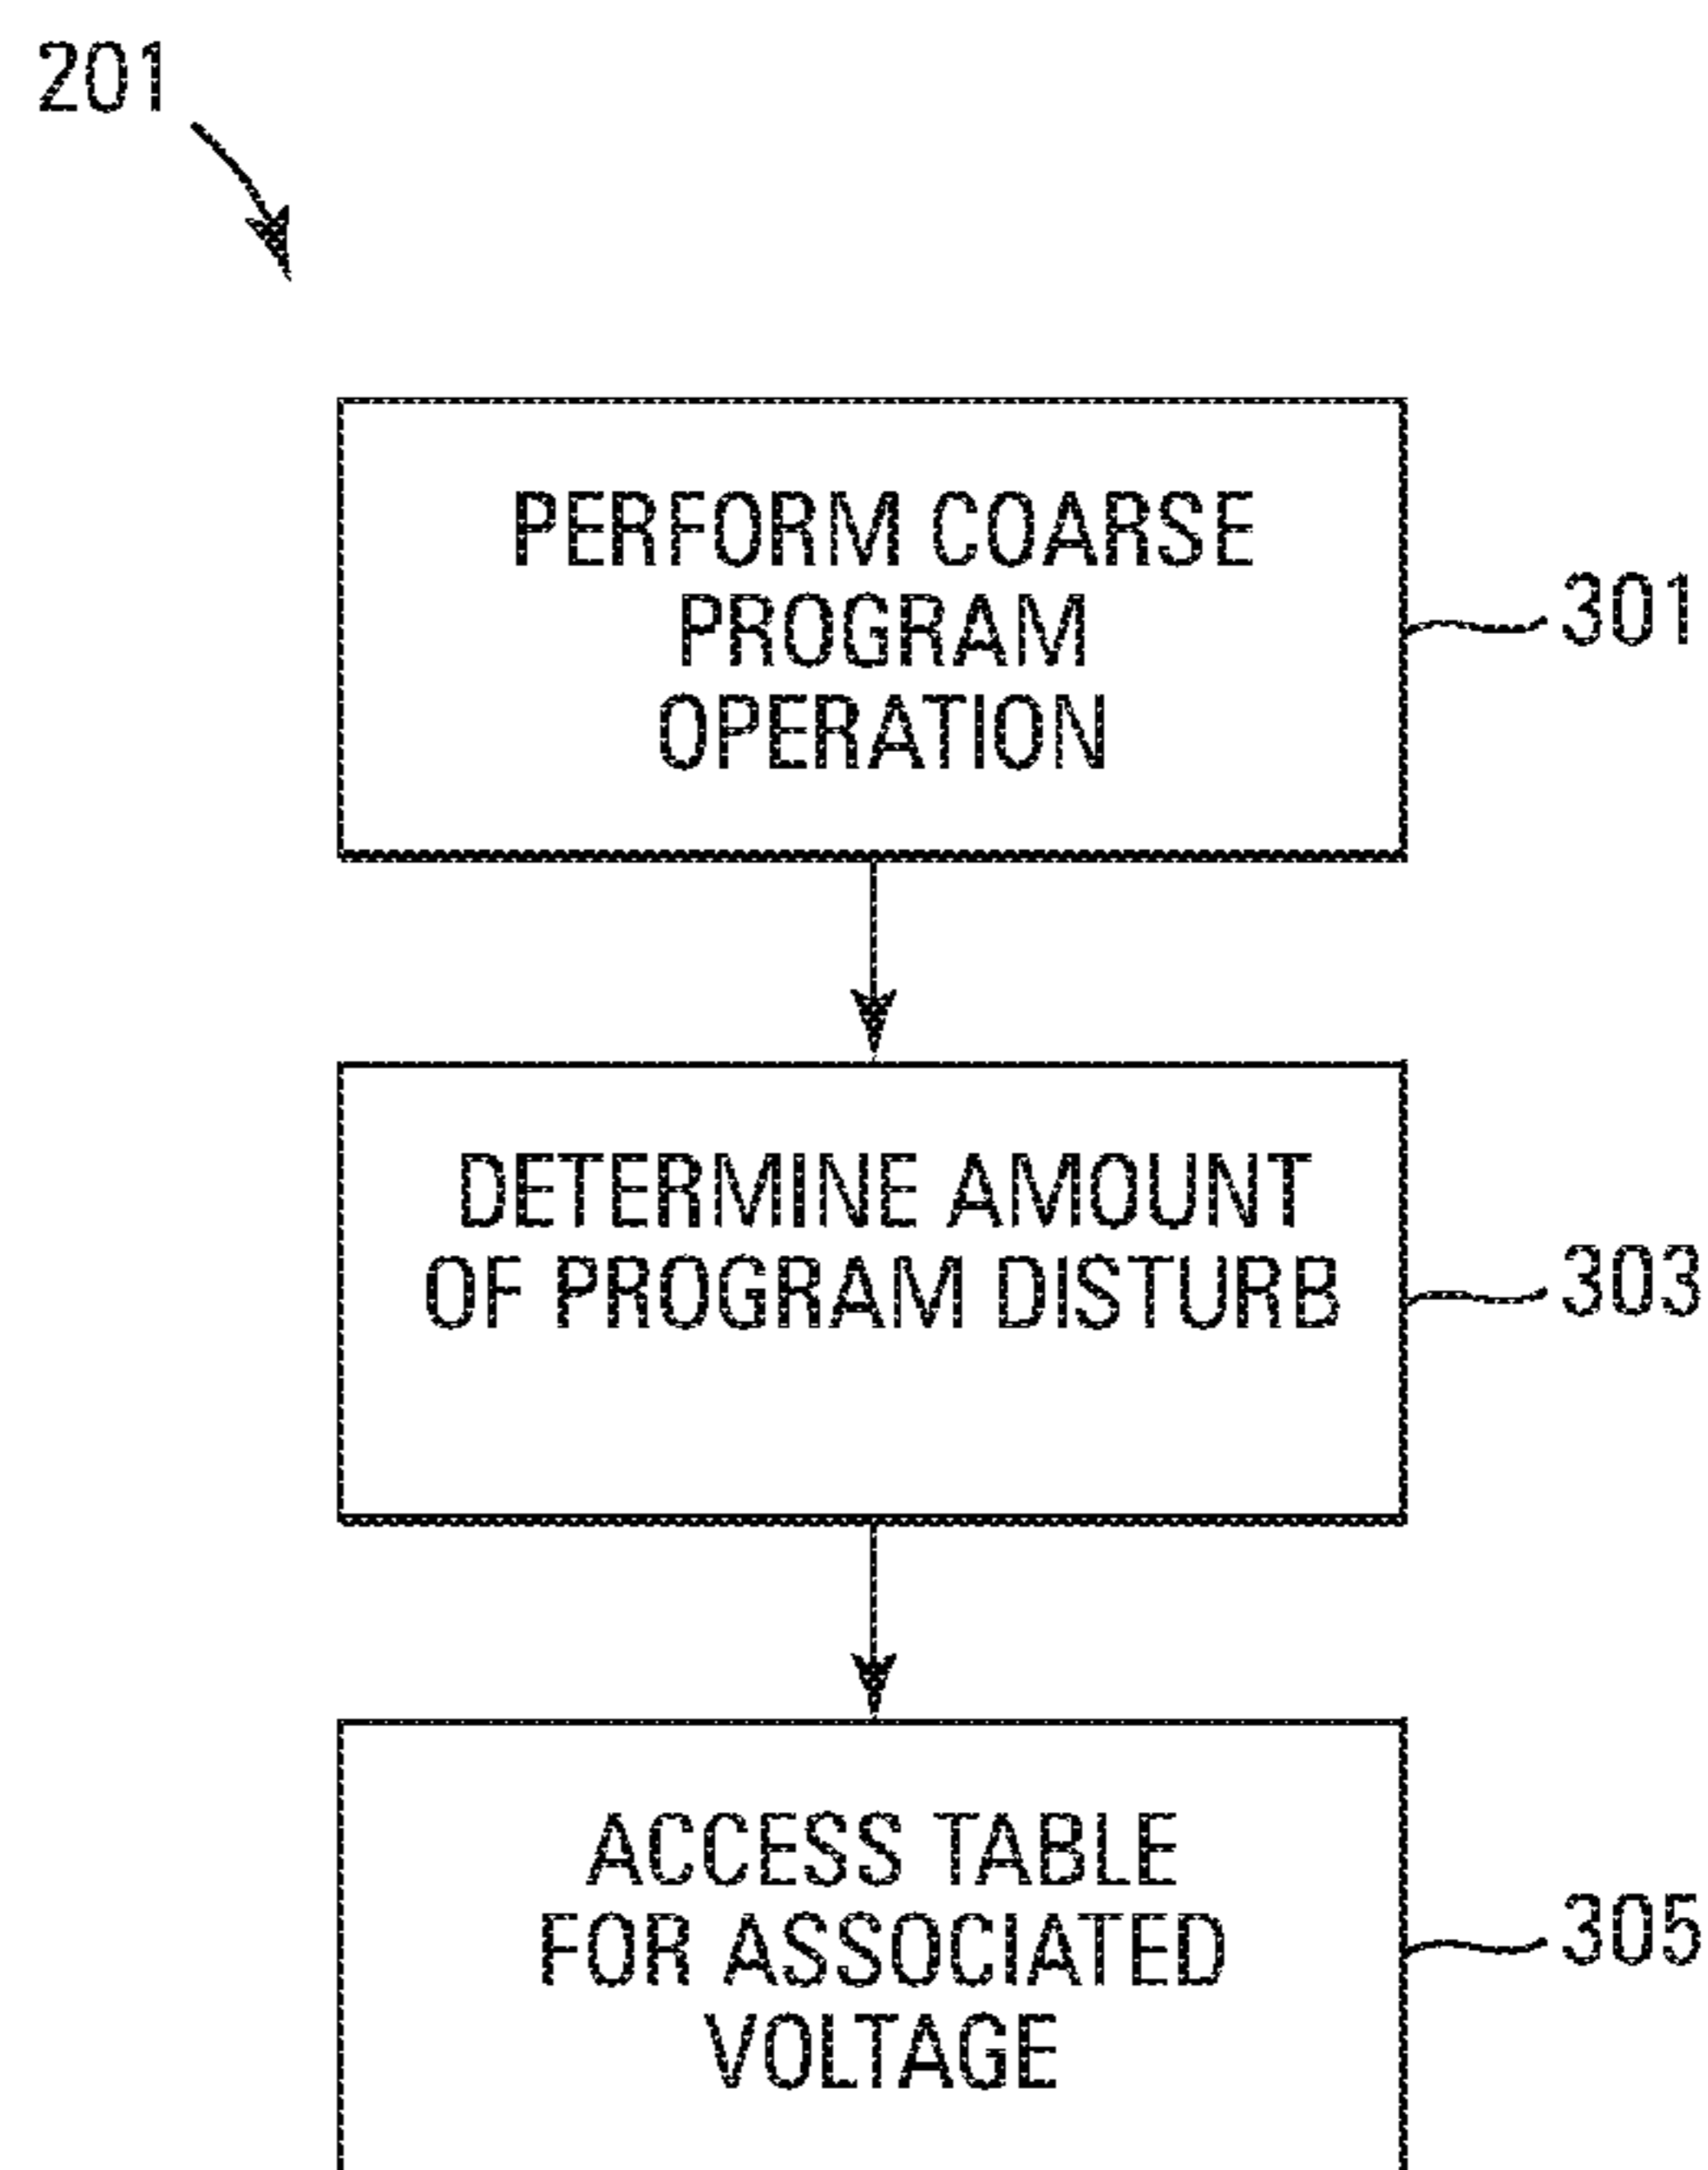 201
PERFORM COARSE
PROGRAM
OPERATION
301
DETERMINE AMOUNT
OF PROGRAM DISTURB
303
ACCESS TABLE
FOR ASSOCIATED
VOLTAGE
305